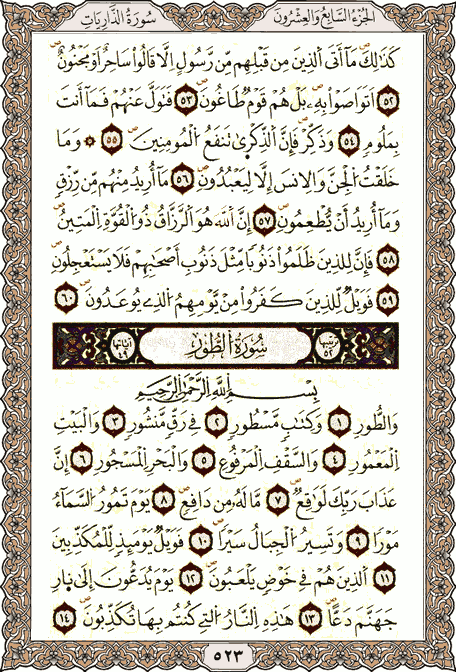 الجزء السابع والعشرون سورة الذاريات
كَذَٰلِكَ مَآ أَتَى ٱلَّذِينَ مِن قَبْلِهِم مِّن رَّسُولٍ إِلَّا قَالُوا۟ سَاحِرٌ أَوْ مَجْنُونٌ
٥٢ أَتَوَاصَوْا۟ بِهِۦ بَلْ هُمْ قَوْمٌ طَاغُونَ ٥٣ فَتَوَلَّ عَنْهُمْ فَمَآ أَنتَ
بِمَلُومٍ ٥٤ وَذَكِّرْ فَإِنَّ ٱلذِّكْرَىٰ تَنفَعُ ٱلْمُومِنِينَ ٥٥ ۞ وَمَا
خَلَقْتُ ٱلْجِنَّ وَٱلْإِنسَ إِلَّا لِيَعْبُدُونِ ٥٦ مَآ أُرِيدُ مِنْهُم مِّن رِّزْقٍ
وَمَآ أُرِيدُ أَنْ يُّطْعِمُونِ ٥٧ إِنَّ ٱللَّهَ هُوَ ٱلرَّزَّاقُ ذُو ٱلْقُوَّةِ ٱلْمَتِينُ
٥٨ فَإِنَّ لِلَّذِينَ ظَلَمُوا۟ ذَنُوبًا مِّثْلَ ذَنُوبِ أَصْحَٰبِهِمْ فَلَا يَسْتَعْجِلُونِ
٥٩ فَوَيْلٌ لِّلَّذِينَ كَفَرُوا۟ مِنْ يَّوْمِهِمُ ٱلَّذِي يُوعَدُونَ ٦٠
ترتيبها ٥٢ سُورَةُ ٱلطُّورِ آياتها ٤٩
بِسْمِ ٱللَّهِ ٱلرَّحْمَٰنِ ٱلرَّحِيمِ
وَٱلطُّورِ ١ وَكِتَٰبٍ مَّسْطُورٍ ٢ فِي رَقٍّ مَّنشُورٍ ٣ وَٱلْبَيْتِ
ٱلْمَعْمُورِ ٤ وَٱلسَّقْفِ ٱلْمَرْفُوعِ ٥ وَٱلْبَحْرِ ٱلْمَسْجُورِ ٦ إِنَّ
عَذَابَ رَبِّكَ لَوَٰقِعٌ ٧ مَّا لَهُۥ مِن دَافِعٍ ٨ يَوْمَ تَمُورُ ٱلسَّمَآءُ
مَوْرًا ٩ وَتَسِيرُ ٱلْجِبَالُ سَيْرًا ١٠ فَوَيْلٌ يَوْمَئِذٍ لِّلْمُكَذِّبِينَ
١١ ٱلَّذِينَ هُمْ فِي خَوْضٍ يَلْعَبُونَ ١٢ يَوْمَ يُدَعُّونَ إِلَىٰ نَارِ
جَهَنَّمَ دَعًّا ١٣ هَٰذِهِ ٱلنَّارُ ٱلَّتِي كُنتُم بِهَا تُكَذِّبُونَ ١٤
٥٢٣